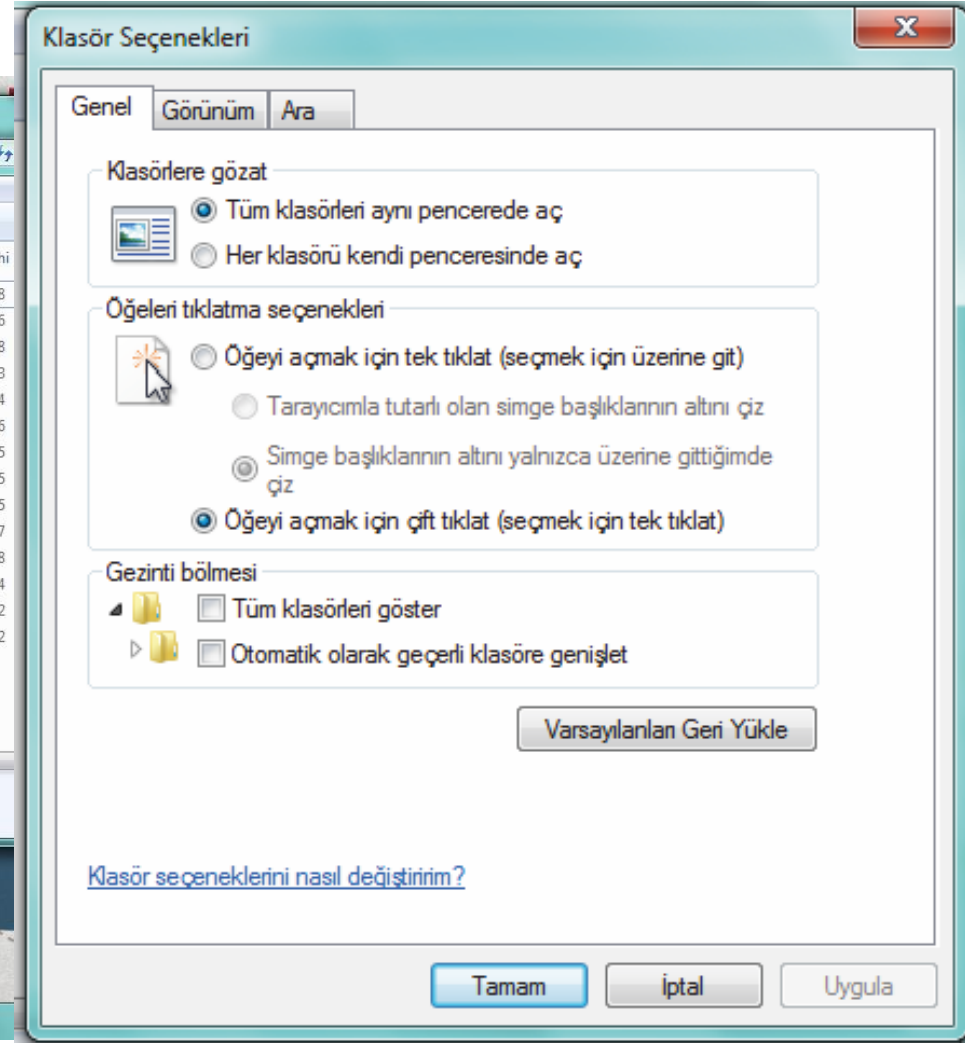 Klasör Seçenekleri
Genel Görünüm Ara
Klasörlere gözat
Tüm klasörleri aynı pencerede aç
Her klasörü kendi penceresinde aç
Öğeleri tıklatma seçenekleri
Öğeyi açmak için tek tıklat (seçmek için üzerine git)
Tarayıcımla tutarlı olan simge başlıklarının altını çiz
Simge başlıklarının altını yalnızca üzerine gittiğimde
çiz
Öğeyi açmak için çift tıklat (seçmek için tek tıklat)
Gezinti bölmesi
Tüm klasörleri göster
Otomatik olarak geçerli klasöre genişlet
Varsayılanları Geri Yükle
Klasör seçeneklerini nasıl değiştiririm?
Tamam İptal Uygula